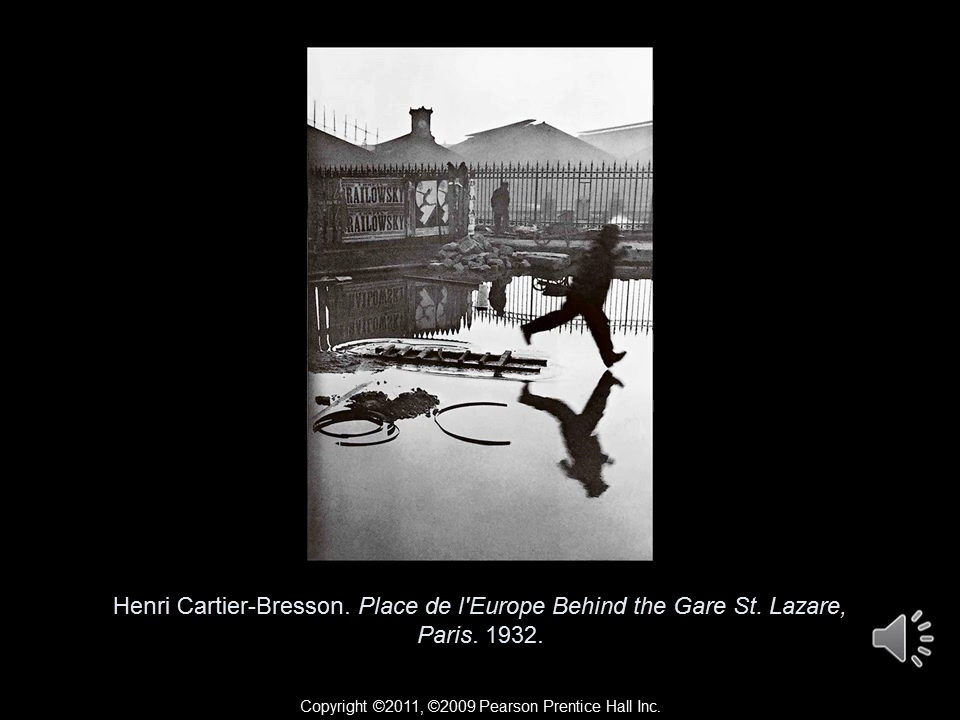 RAILOWSKY
RAILOWSKY
Henri Cartier-Bresson. Place de l'Europe Behind the Gare St. Lazare,
Paris. 1932.
Copyright ©2011, ©2009 Pearson Prentice Hall Inc.